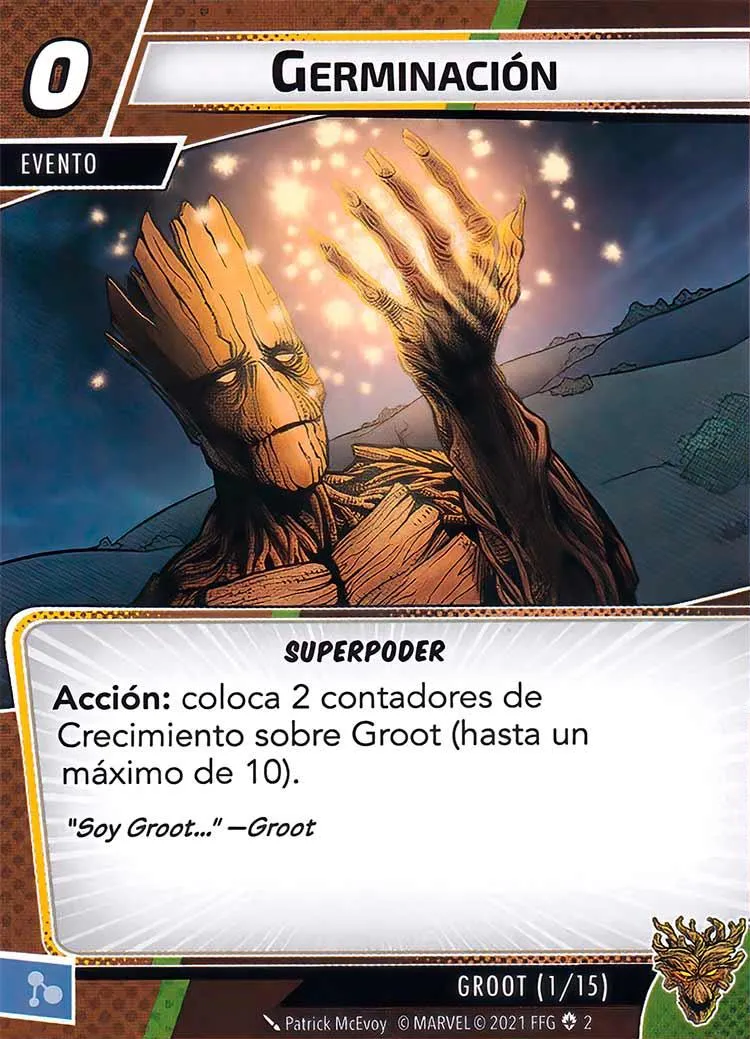 0
GERMINACIÓN
EVENTO
SUPERPODER
Acción: coloca 2 contadores de
Crecimiento sobre Groot (hasta un
máximo de 10).
"Soy Groot..." —Groot
GROOT (1/15)
Patrick McEvoy © MARVEL © 2021 FFG 2